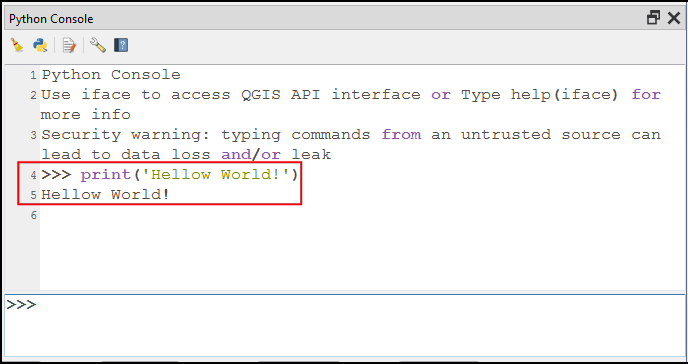 Python Console
1 Python Console
2 Use iface to access QGIS API interface or Type help(iface) for
more info
3 Security warning: typing commands from an untrusted source can
lead to data loss and/or leak
4 >>> print('Hellow World!')
5 Hellow World!
6
>>>